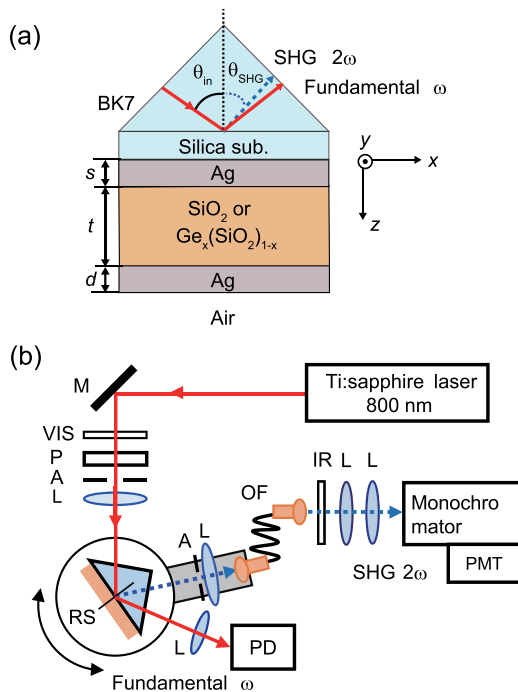 (a)
SHG 2ω
Fundamental ω
θin
θSHG
BK7
Silica sub.
s
Ag
t
SiO2 or
Gex(SiO2)1-x
d
Ag
Air
y
x
z
(b)
M
Ti:sapphire laser
800 nm
VIS
P
A
L
OF
IR L L
Monochro
mator
PMT
SHG 2ω
A L
RS
L
PD
Fundamental ω